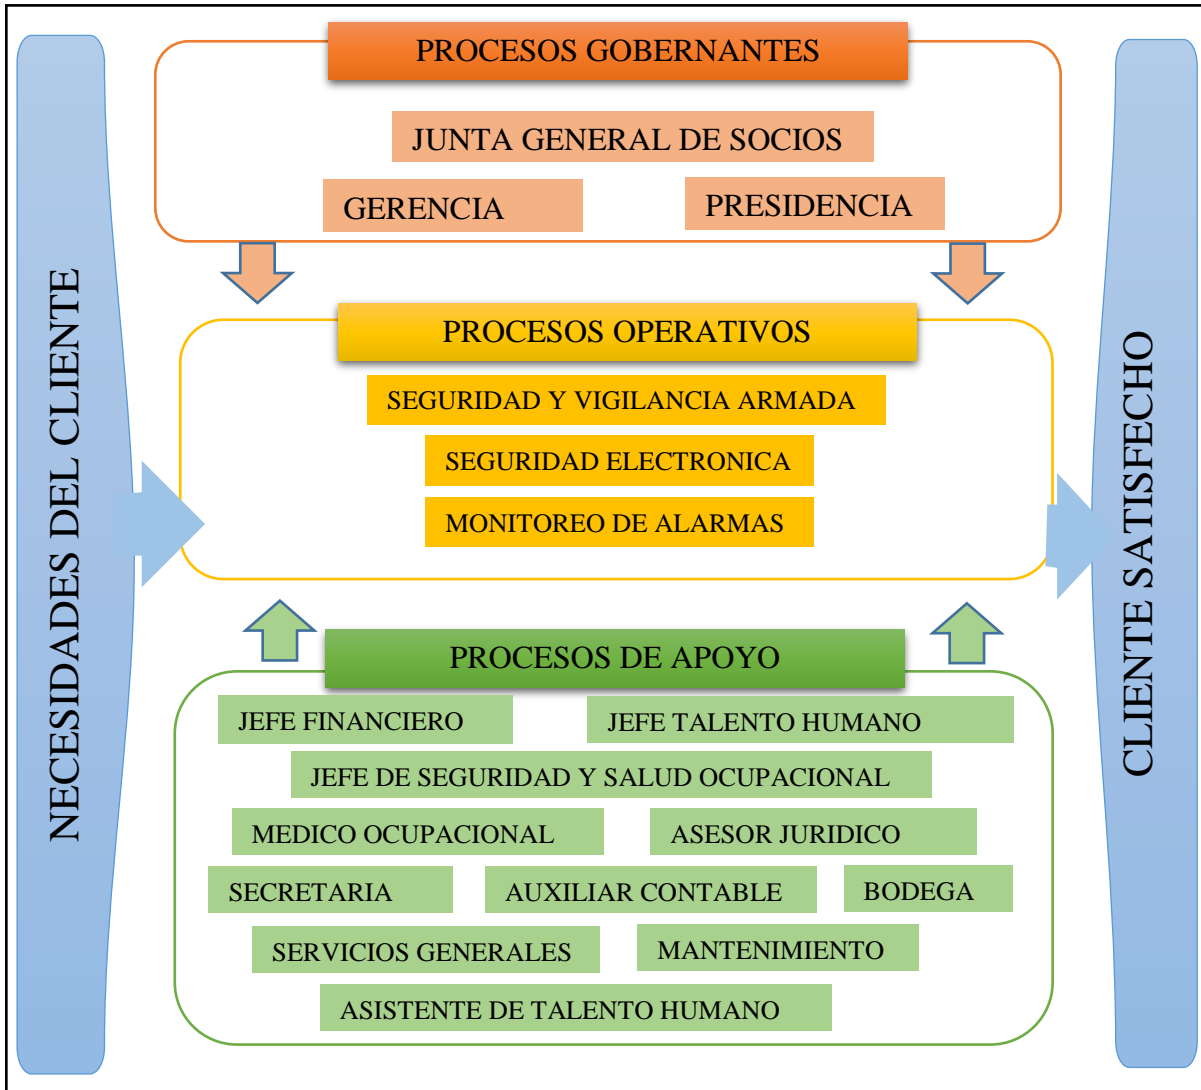 PROCESOS GOBERNANTES
JUNTA GENERAL DE SOCIOS
GERENCIA
PRESIDENCIA
NECESIDADES DEL CLIENTE
PROCESOS OPERATIVOS
SEGURIDAD Y VIGILANCIA ARMADA
SEGURIDAD ELECTRONICA
MONITOREO DE ALARMAS
CLIENTE SATISFECHO
PROCESOS DE APOYO
JEFE FINANCIERO
JEFE TALENTO HUMANO
JEFE DE SEGURIDAD Y SALUD OCUPACIONAL
MEDICO OCUPACIONAL
ASESOR JURIDICO
SECRETARIA
AUXILIAR CONTABLE
BODEGA
SERVICIOS GENERALES
MANTENIMIENTO
ASISTENTE DE TALENTO HUMANO